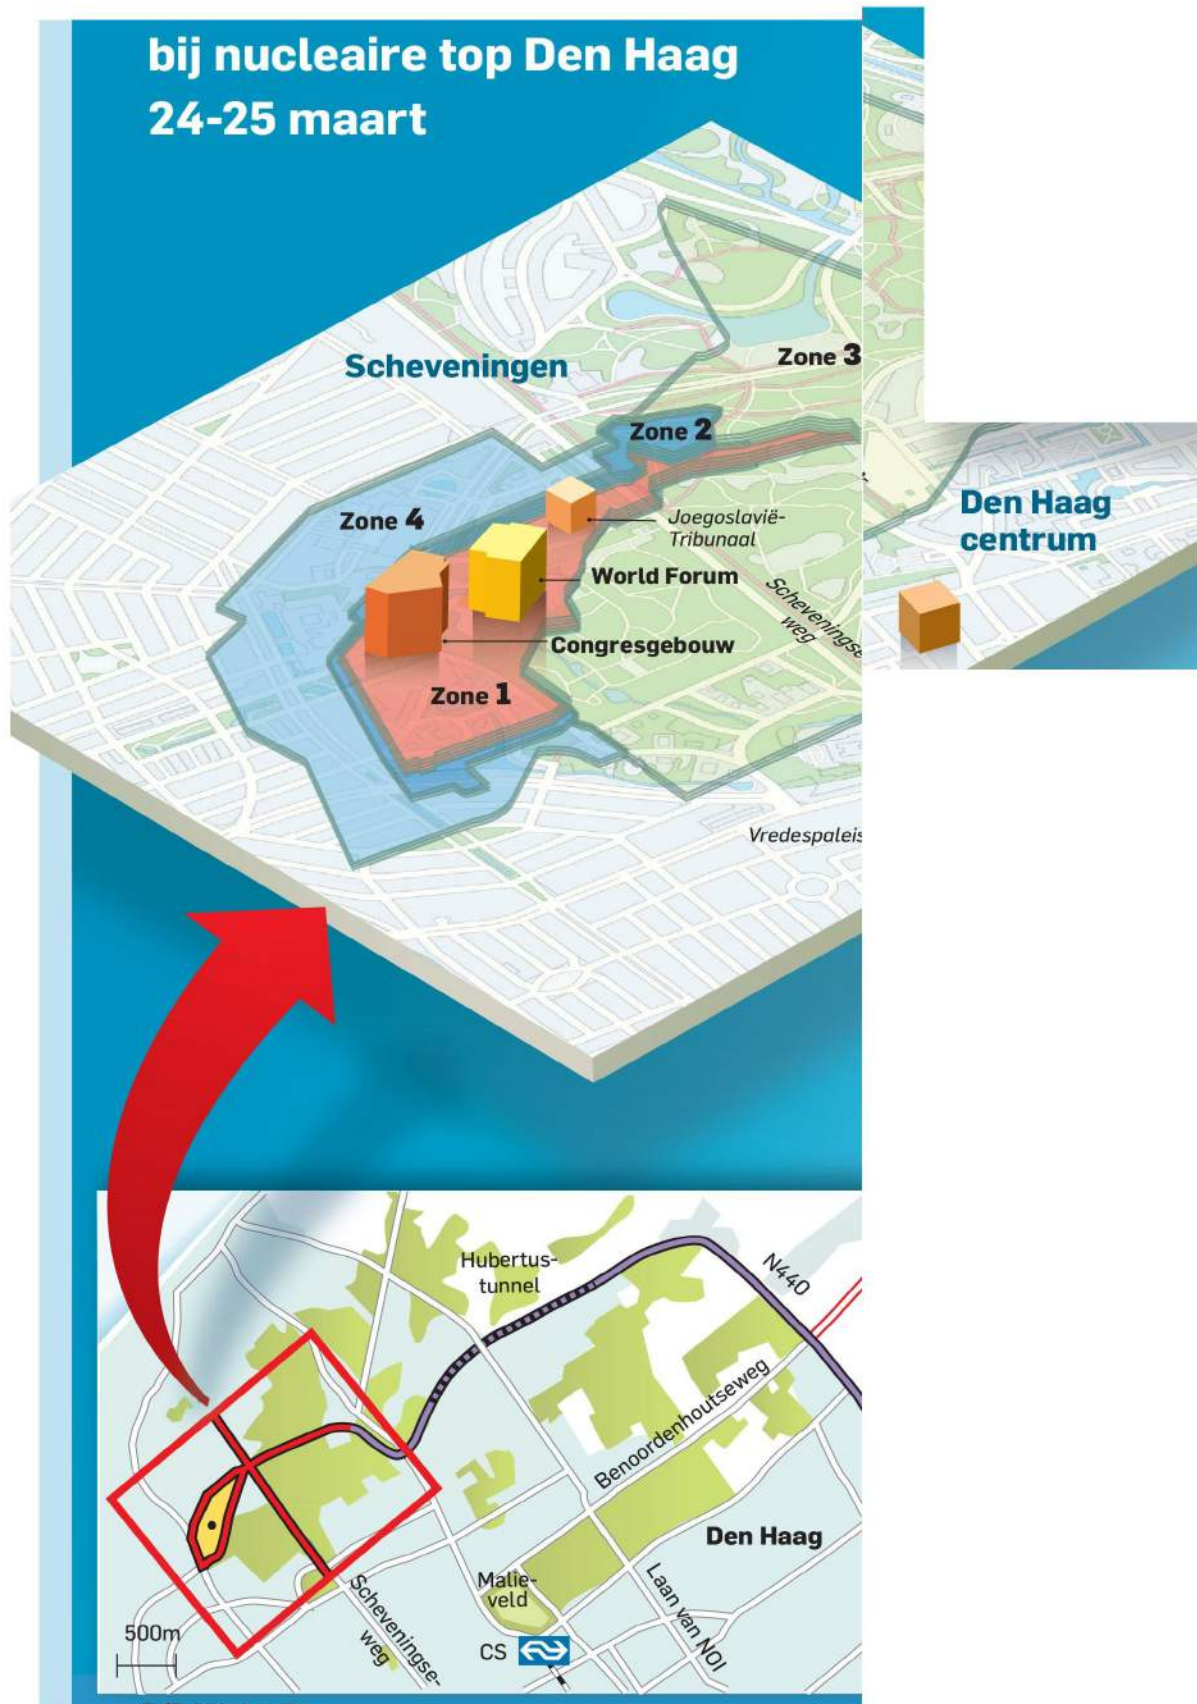 bij nucleaire top Den Haag
24-25 maart
Scheveningen
Zone 3
Zone 2
Zone 4
Joegoslavië-
Tribunaal
World Forum
Scheveningse
weg
Congresgebouw
Zone 1
Den Haag
centrum
Vredespaleis
Hubertus-
tunnel
N440
Benoordenhoutseweg
Den Haag
Malie-
veld
Laan van NOI
Scheveningse-
weg
CS
500m